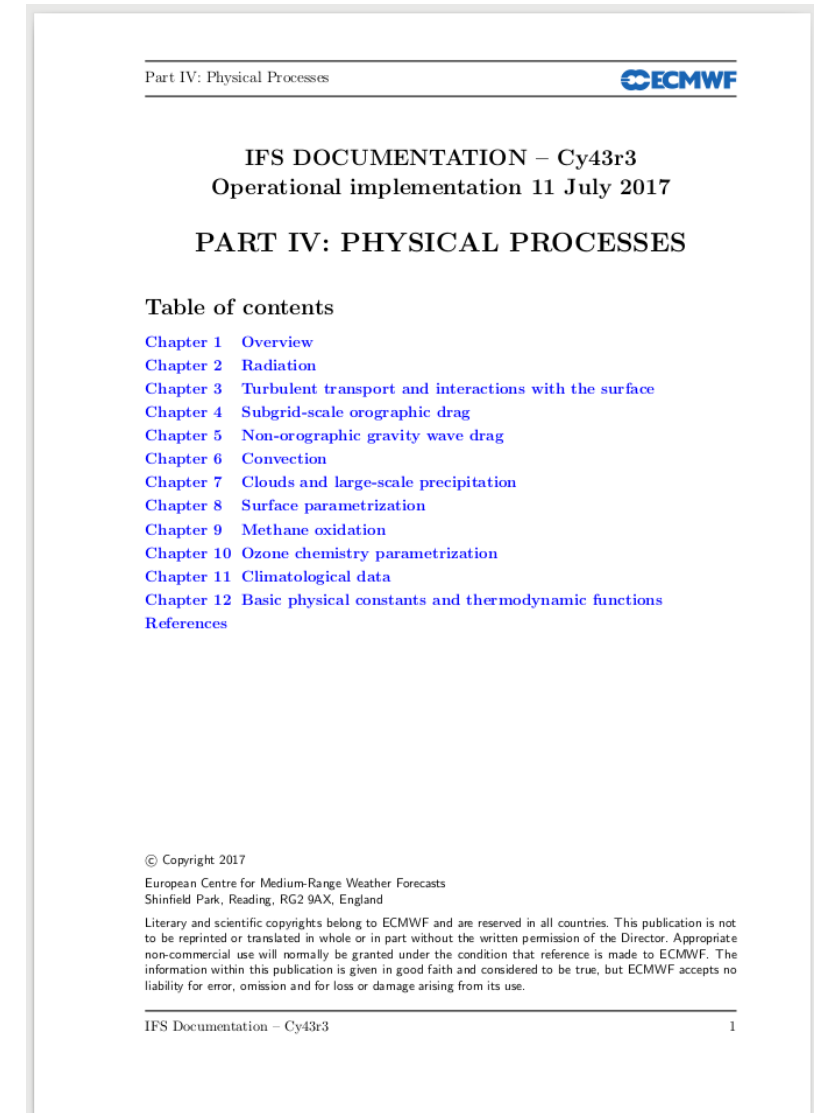 Part IV: Physical Processes
ECMWF
IFS DOCUMENTATION – Cy43r3
Operational implementation 11 July 2017
PART IV: PHYSICAL PROCESSES
Table of contents
Chapter 1 Overview
Chapter 2 Radiation
Chapter 3 Turbulent transport and interactions with the surface
Chapter 4 Subgrid-scale orographic drag
Chapter 5 Non-orographic gravity wave drag
Chapter 6 Convection
Chapter 7 Clouds and large-scale precipitation
Chapter 8 Surface parametrization
Chapter 9 Methane oxidation
Chapter 10 Ozone chemistry parametrization
Chapter 11 Climatological data
Chapter 12 Basic physical constants and thermodynamic functions
References
© Copyright 2017
European Centre for Medium-Range Weather Forecasts
Shinfield Park, Reading, RG2 9AX, England
Literary and scientific copyrights belong to ECMWF and are reserved in all countries. This publication is not
to be reprinted or translated in whole or in part without the written permission of the Director. Appropriate
non-commercial use will normally be granted under the condition that reference is made to ECMWF. The
information within this publication is given in good faith and considered to be true, but ECMWF accepts no
liability for error, omission and for loss or damage arising from its use.
IFS Documentation – Cy43r3
1